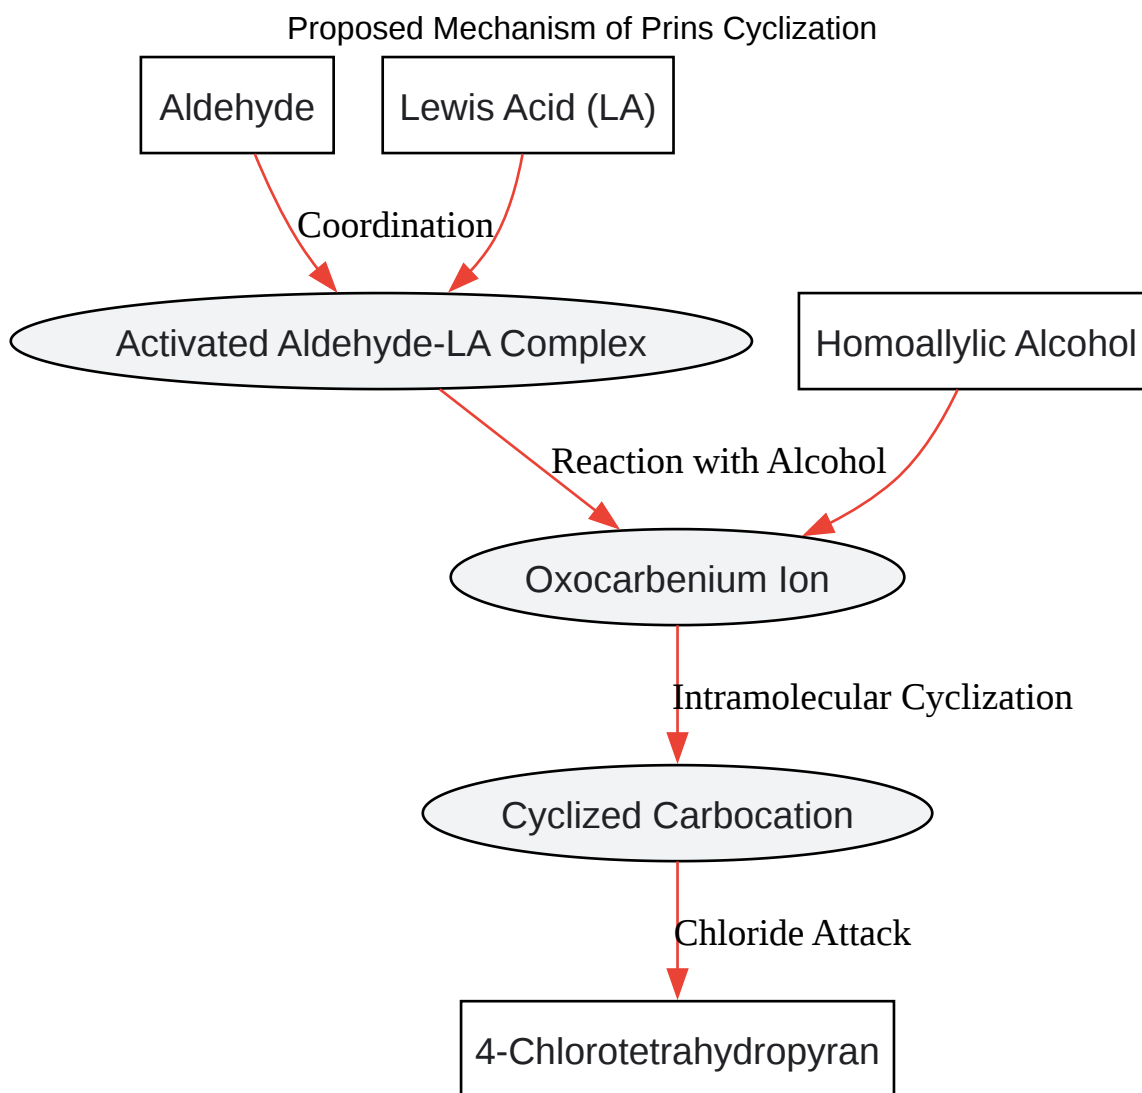 Proposed Mechanism of Prins Cyclization
Aldehyde
Lewis Acid (LA)
Coordination
Activated Aldehyde-LA Complex
Homoallylic Alcohol
Reaction with Alcohol
Oxocarbenium Ion
Intramolecular Cyclization
Cyclized Carbocation
Chloride Attack
4-Chlorotetrahydropyran